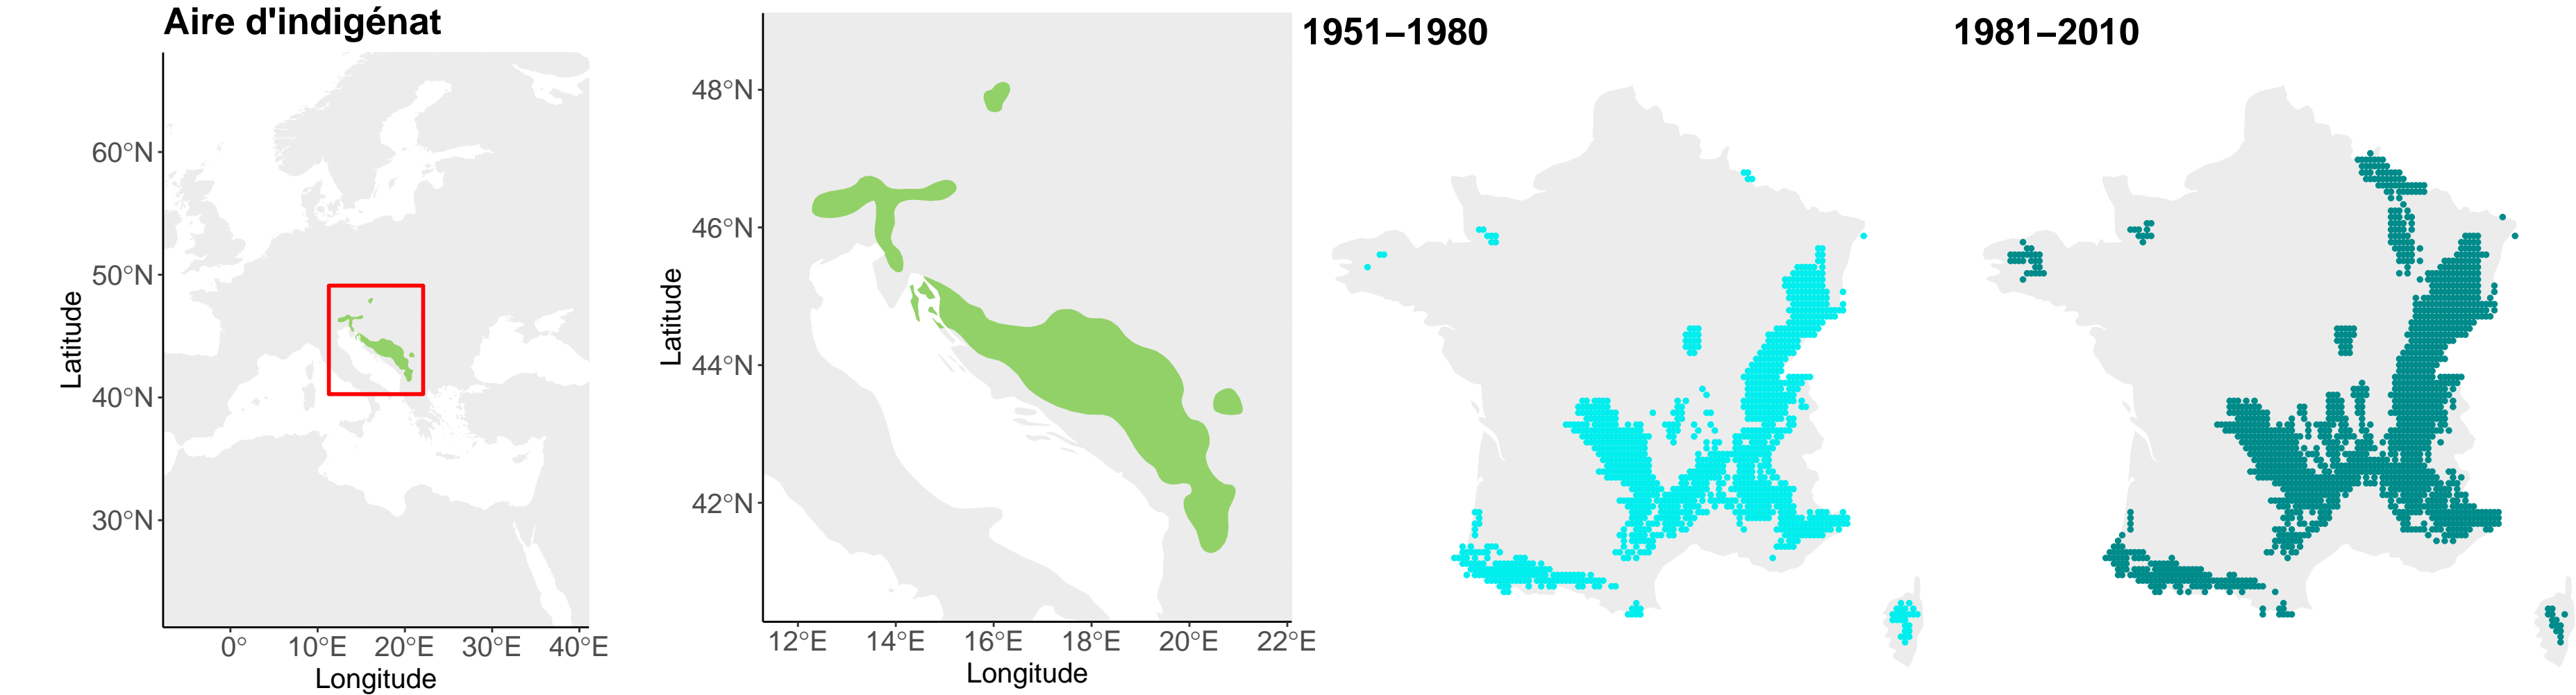 Aire d'indigénat
60°N
50°N
40°N
30°N
Latitude
0°
10°E
20°E
30°E
40°E
Longitude
48°N
46°N
44°N
42°N
Latitude
12°E
14°E
16°E
18°E
20°E
22°E
Longitude
1951–1980
1981–2010